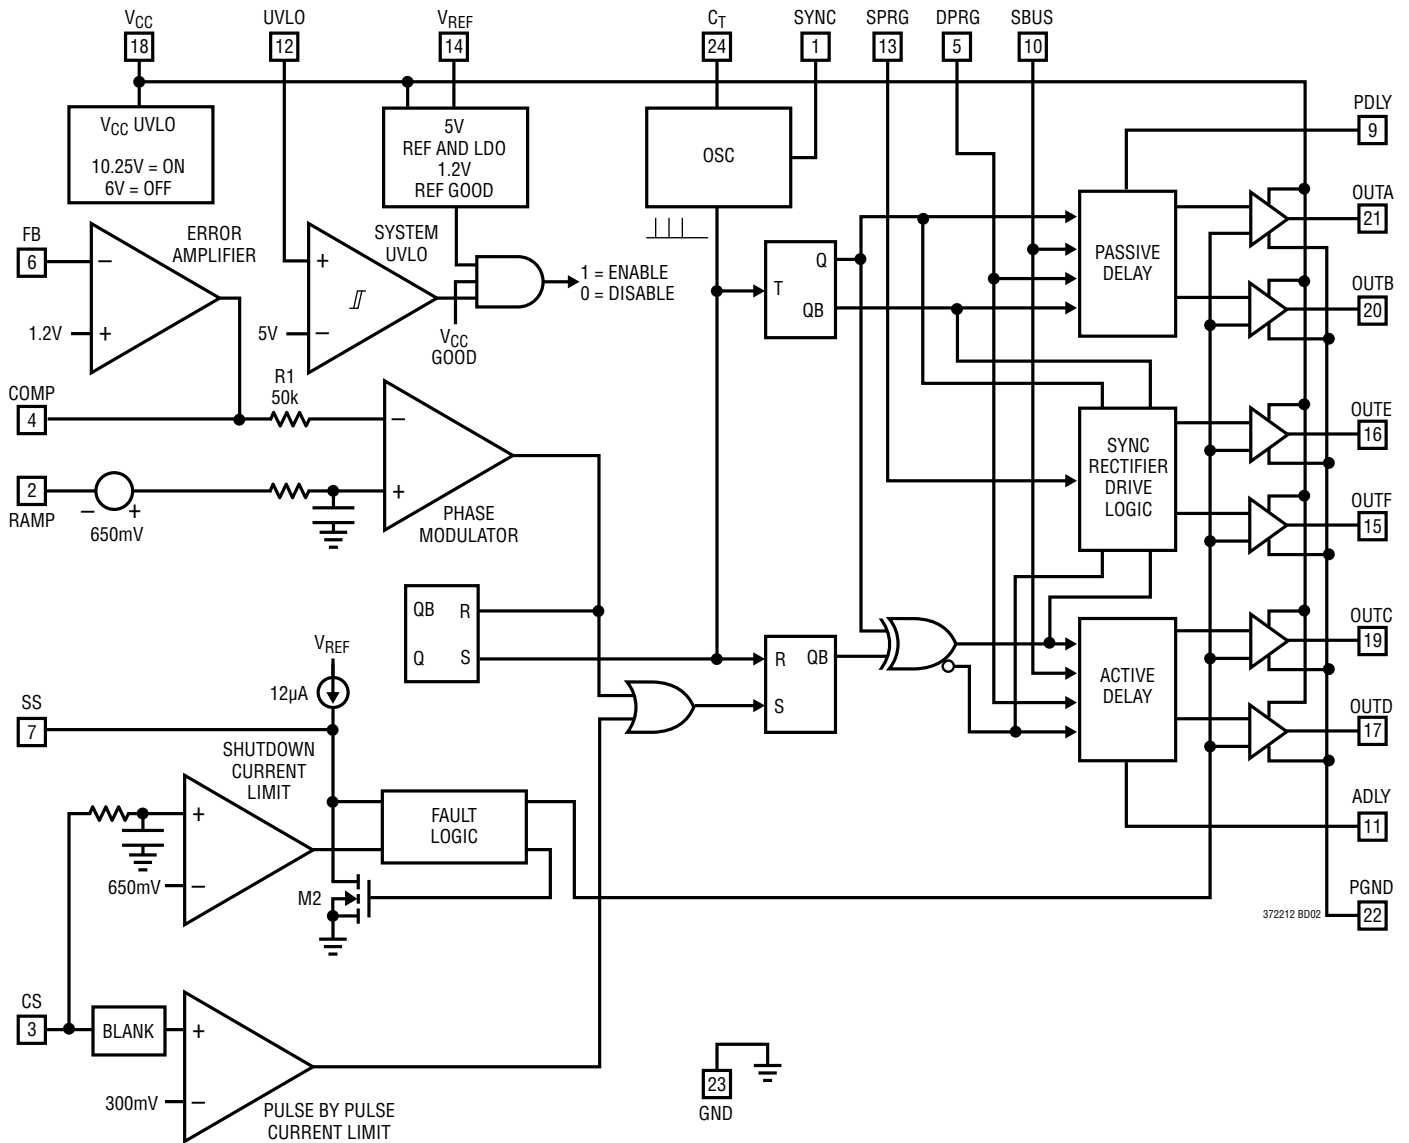 VCC
18
UVLO
12
VREF
14
CT
24
SYNC
1
SPRG
13
DPRG
5
SBUS
10
VCC UVLO
10.25V = ON
6V = OFF
5V
REF AND LDO
1.2V
REF GOOD
OSC
PDLY
9
FB
6
ERROR
AMPLIFIER
–
1.2V
+
SYSTEM
UVLO
+
5V
–
1 = ENABLE
0 = DISABLE
VCC
GOOD
T
Q
QB
PASSIVE
DELAY
OUTA
21
OUTB
20
COMP
4
R1
50k
–
+
PHASE
MODULATOR
2
RAMP
–
+
650mV
SYNC
RECTIFIER
DRIVE
LOGIC
OUTE
16
OUTF
15
QB
R
Q
S
R
QB
S
ACTIVE
DELAY
OUTC
19
OUTD
17
VREF
12µA
SS
7
SHUTDOWN
CURRENT
LIMIT
+
650mV
–
FAULT
LOGIC
M2
ADLY
11
PGND
22
372212 BD02
CS
3
BLANK
+
300mV
–
PULSE BY PULSE
CURRENT LIMIT
23
GND